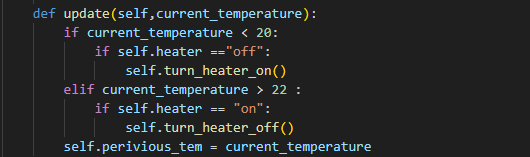 def update(self,current_temperature):
if current_temperature < 20:
if self.heater =="off":
self.turn_heater_on()
elif current_temperature > 22 :
if self.heater == "on":
self.turn_heater_off()
self.perivious_tem = current_temperature